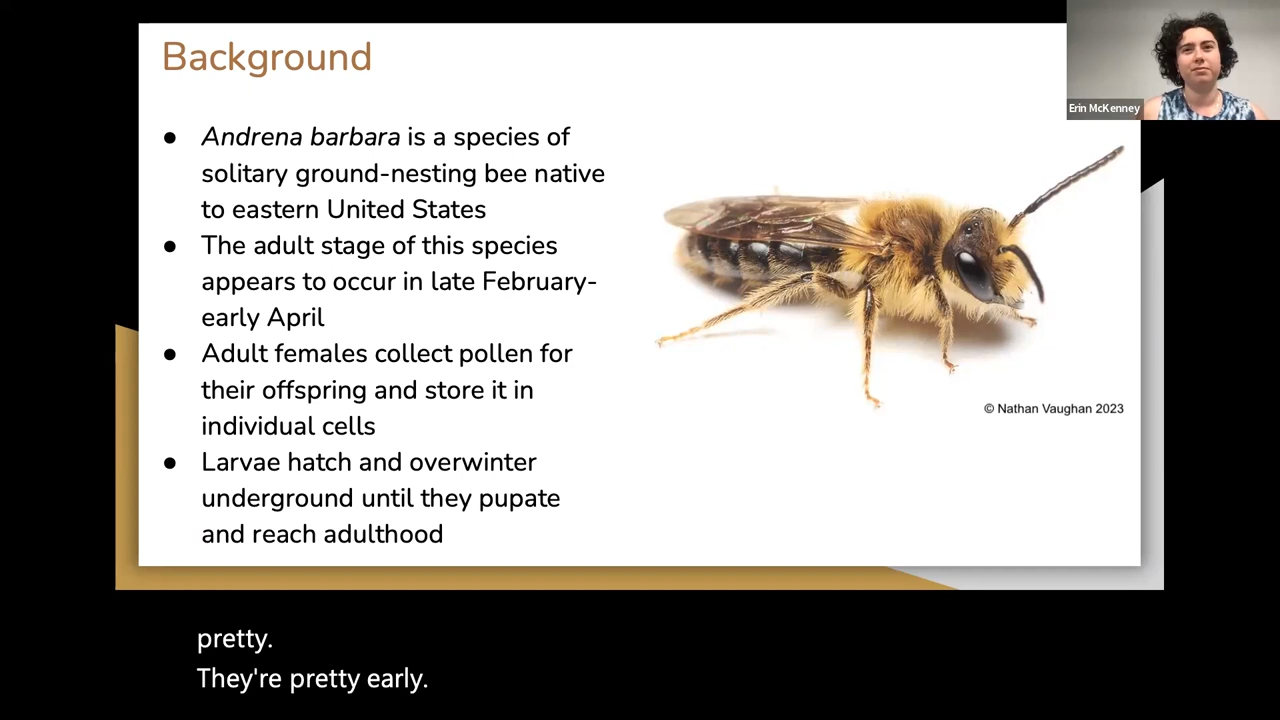 Background
● Andrena barbara is a species of
solitary ground-nesting bee native
to eastern United States
● The adult stage of this species
appears to occur in late February-
early April
● Adult females collect pollen for
their offspring and store it in
individual cells
● Larvae hatch and overwinter
underground until they pupate
and reach adulthood
© Nathan Vaughan 2023
Erin McKenney
pretty.
They're pretty early.